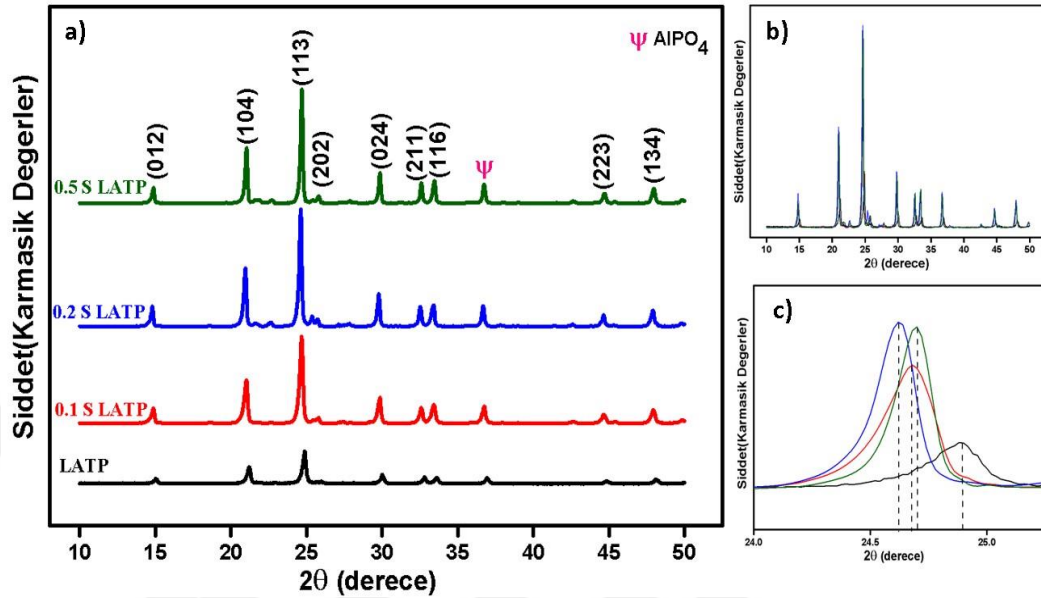 a)
Ψ AlPO4
(012)
(104)
(113)
(202)
(024)
(211)
(116)
Ψ
(223)
(134)
0.5 S LATP
0.2 S LATP
0.1 S LATP
LATP
Siddet(Karmasik Degerler)
10 15 20 25 30 35 40 45 50
2θ (derece)
b)
Siddet(Karmasik Degerler)
10 15 20 25 30 35 40 45 50
2θ (derece)
c)
Siddet(Karmasik Degerler)
24.0 24.5 25.0
2θ (derece)